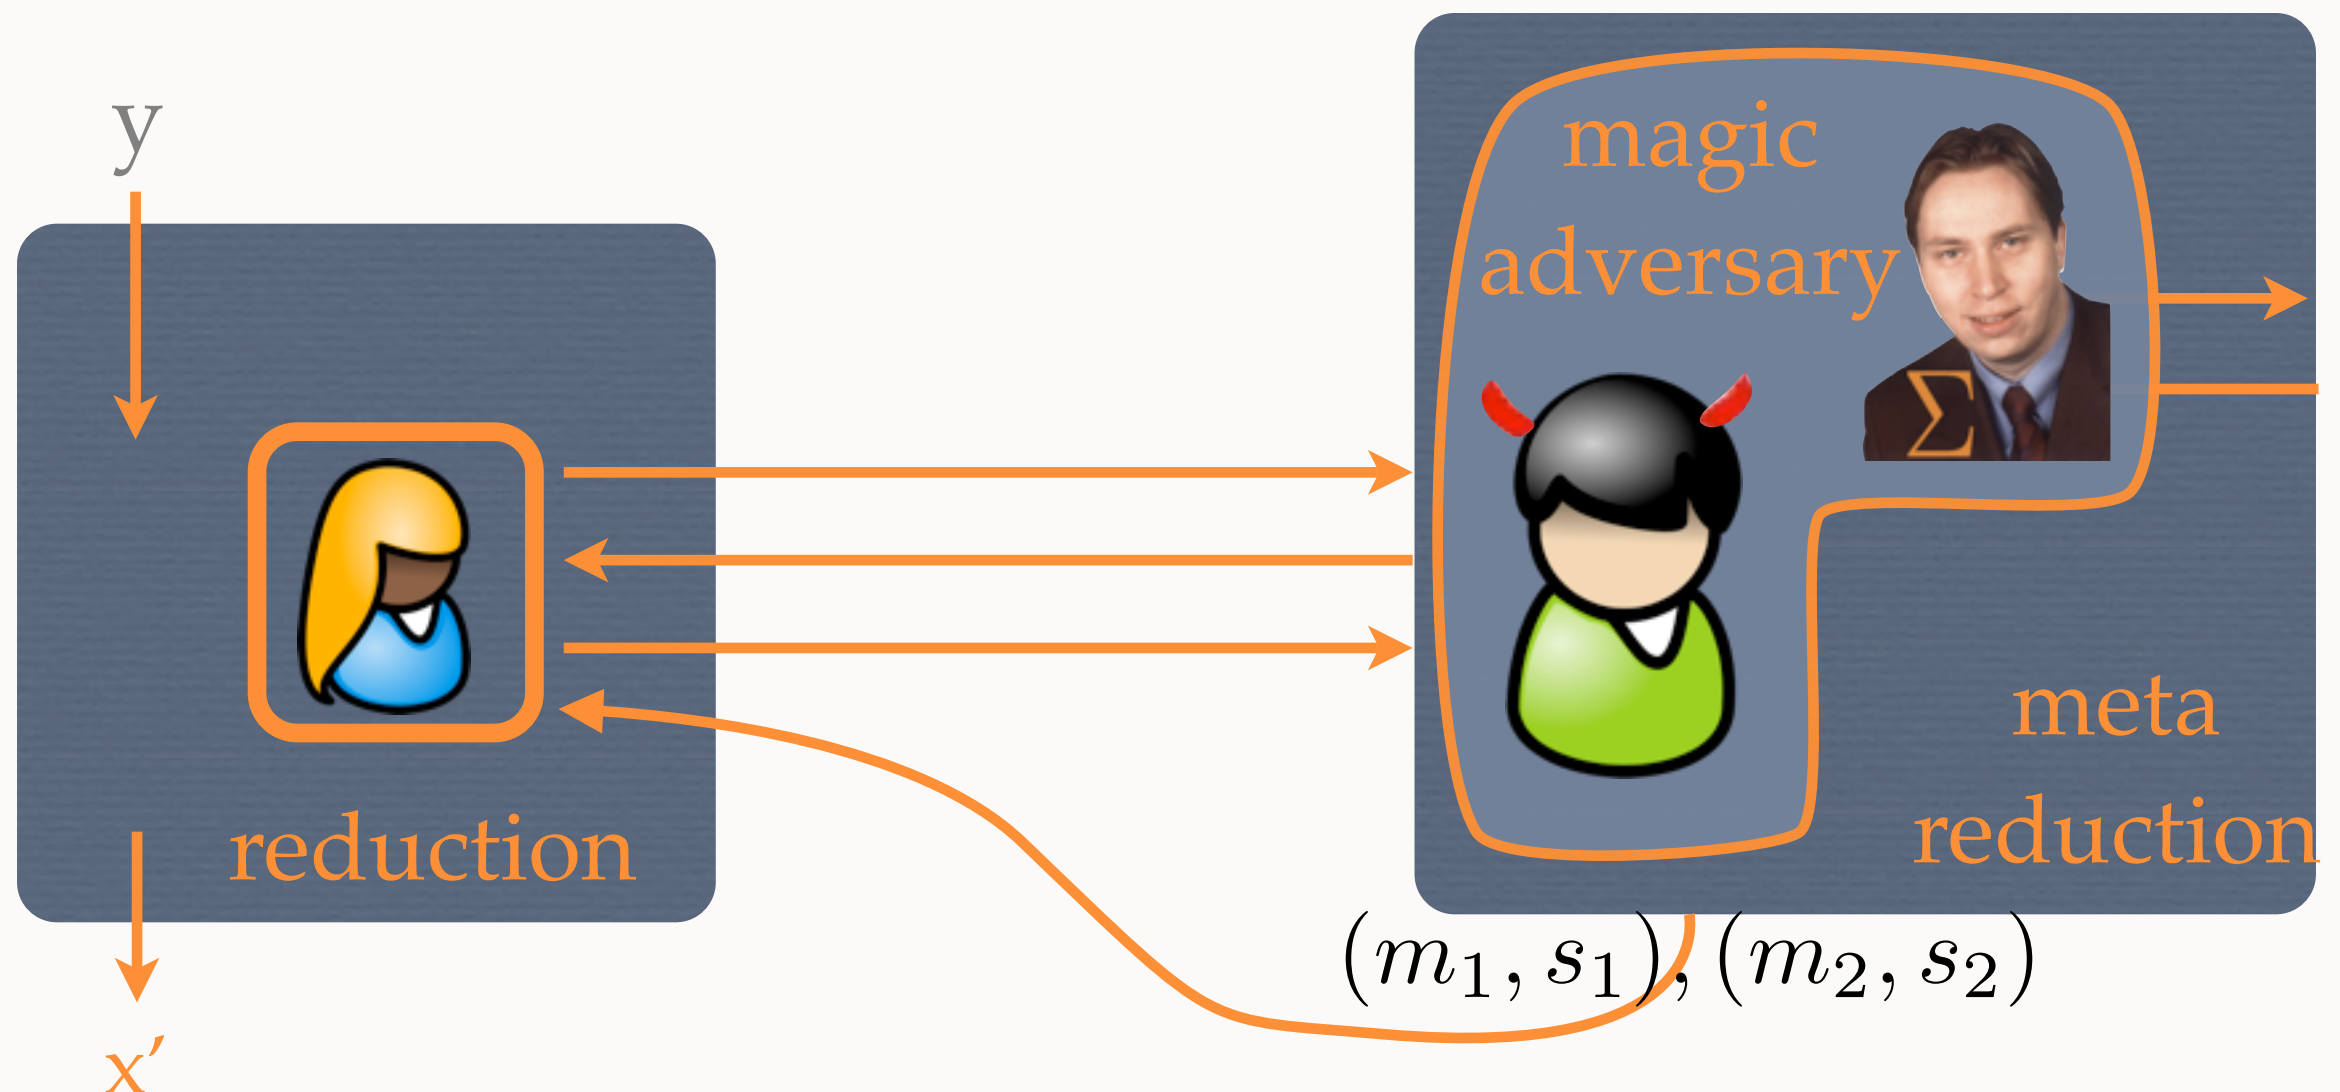 y
magic
adversary
Σ
meta
reduction
reduction
(m₁, s₁), (m₂, s₂)
x′